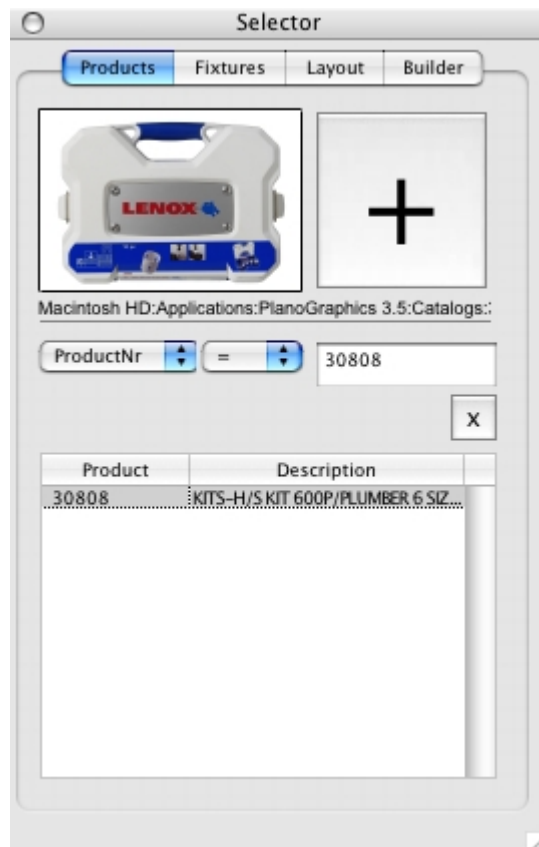 Selector
Products Fixtures Layout Builder
LENOX
+
Macintosh HD:Applications:PlanoGraphics 3.5:Catalogs:
ProductNr = 30808
x
Product Description
30808 KITS-H/S KIT 600P/PLUMBER 6 SIZ...